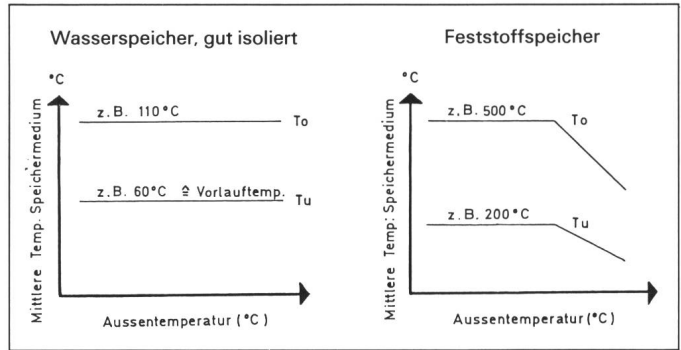 Wasserspeicher, gut isoliert
°C
Mittlere Temp. Speichermedium
z.B. 110°C
To
z.B. 60°C ≙ Vorlauftemp.
Tu
Aussentemperatur (°C)
Feststoffspeicher
°C
Mittlere Temp. Speichermedium
z.B. 500°C
To
z.B. 200°C
Tu
Aussentemperatur (°C)